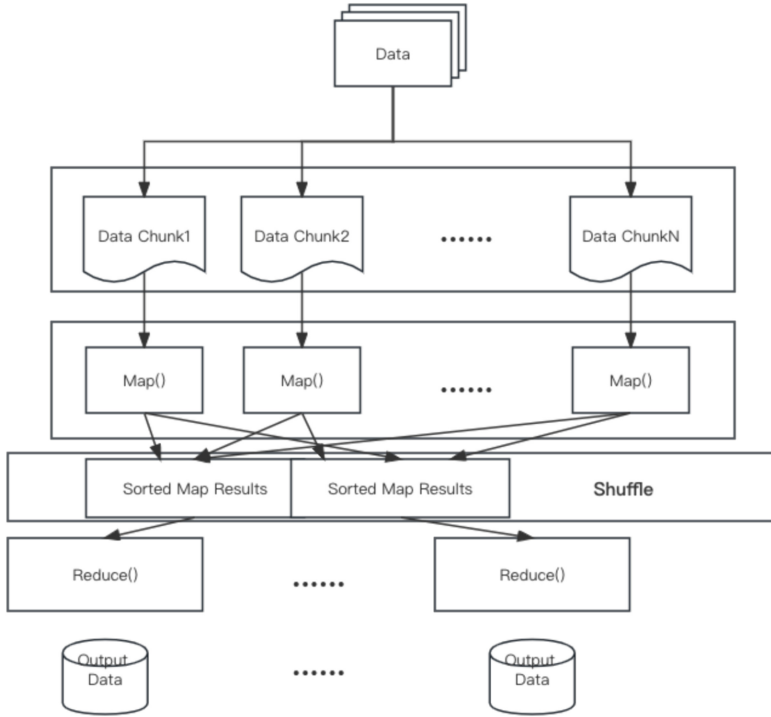 Data
Data Chunk1
Data Chunk2
......
Data ChunkN
Map()
Map()
......
Map()
Sorted Map Results
Sorted Map Results
Shuffle
Reduce()
......
Reduce()
Output
Data
......
Output
Data